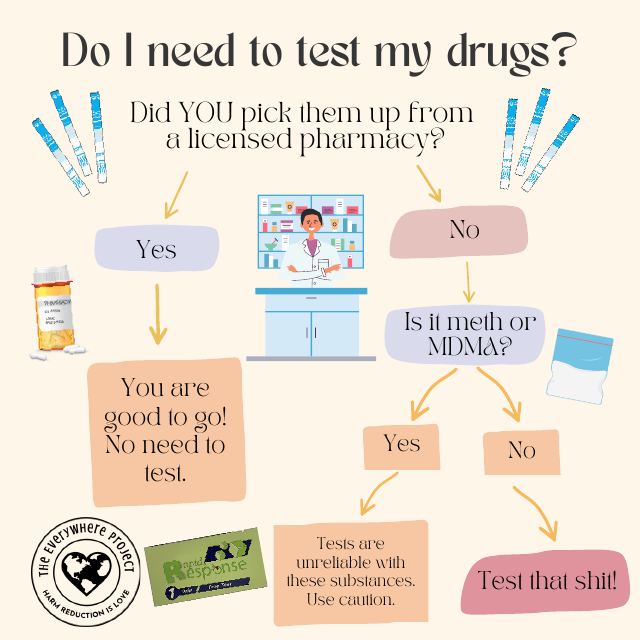 Do I need to test my drugs?
Did YOU pick them up from
a licensed pharmacy?
Yes
No
Is it meth or
MDMA?
PHARMACY
You are
good to go!
No need to
test.
Yes
No
The Everywhere Project
HARM REDUCTION IS LOVE
Rapid
Response
Tests are
unreliable with
these substances.
Use caution.
Test that shit!